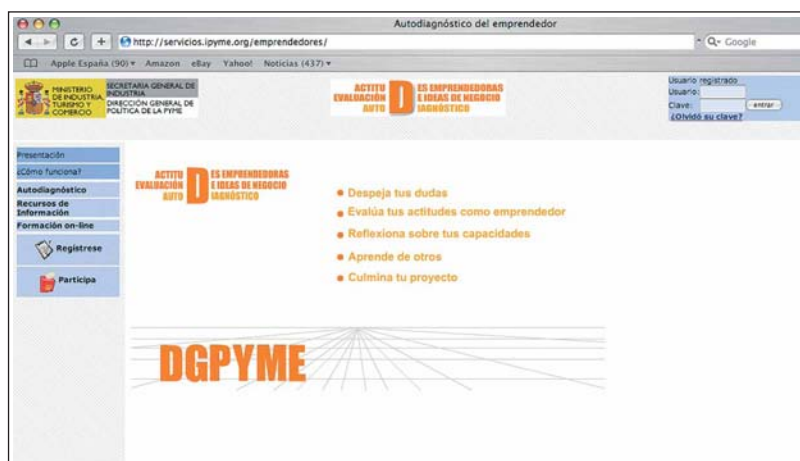 Autodiagnóstico del emprendedor
http://servicios.ipyme.org/emprendedores/
Google
Apple España (90) Amazon eBay Yahoo! Noticias (437)
MINISTERIO
DE INDUSTRIA,
TURISMO Y
COMERCIO
SECRETARIA GENERAL DE
INDUSTRIA
DIRECCIÓN GENERAL DE
POLÍTICA DE LA PYME
ACTITU D ES EMPRENDEDORAS
EVALUACIÓN E IDEAS DE NEGOCIO
AUTO IAGNÓSTICO
Usuario registrado
Usuario:
Clave: entrar
¿Olvidó su clave?
Presentación
¿Cómo funciona?
Autodiagnóstico
Recursos de
Información
Formación on-line
Regístrese
Participa
ACTITU D ES EMPRENDEDORAS
EVALUACIÓN E IDEAS DE NEGOCIO
AUTO IAGNÓSTICO
Despeja tus dudas
Evalúa tus actitudes como emprendedor
Reflexiona sobre tus capacidades
Aprende de otros
Culmina tu proyecto
DGPYME